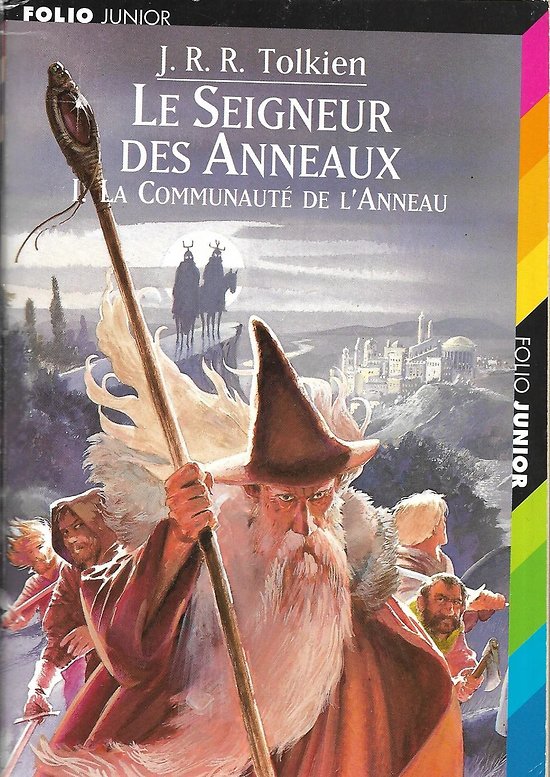 FOLIO JUNIOR
J. R. R. Tolkien
LE SEIGNEUR
DES ANNEAUX
I. LA COMMUNAUTÉ DE L'ANNEAU
FOLIO JUNIOR